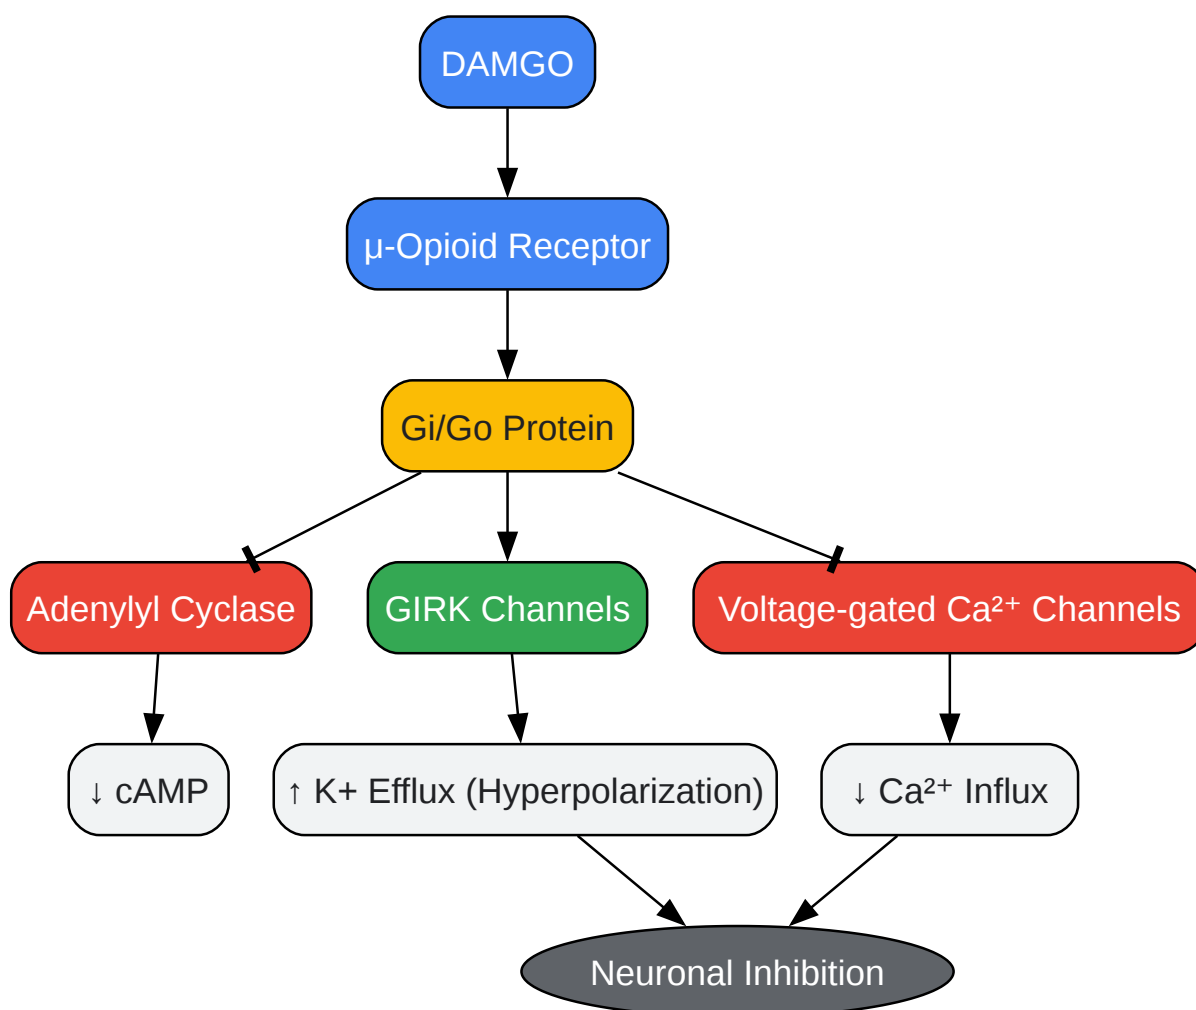 DAMGO
μ-Opioid Receptor
Gi/Go Protein
Adenylyl Cyclase
GIRK Channels
Voltage-gated Ca²⁺ Channels
↓ cAMP
↑ K+ Efflux (Hyperpolarization)
↓ Ca²⁺ Influx
Neuronal Inhibition